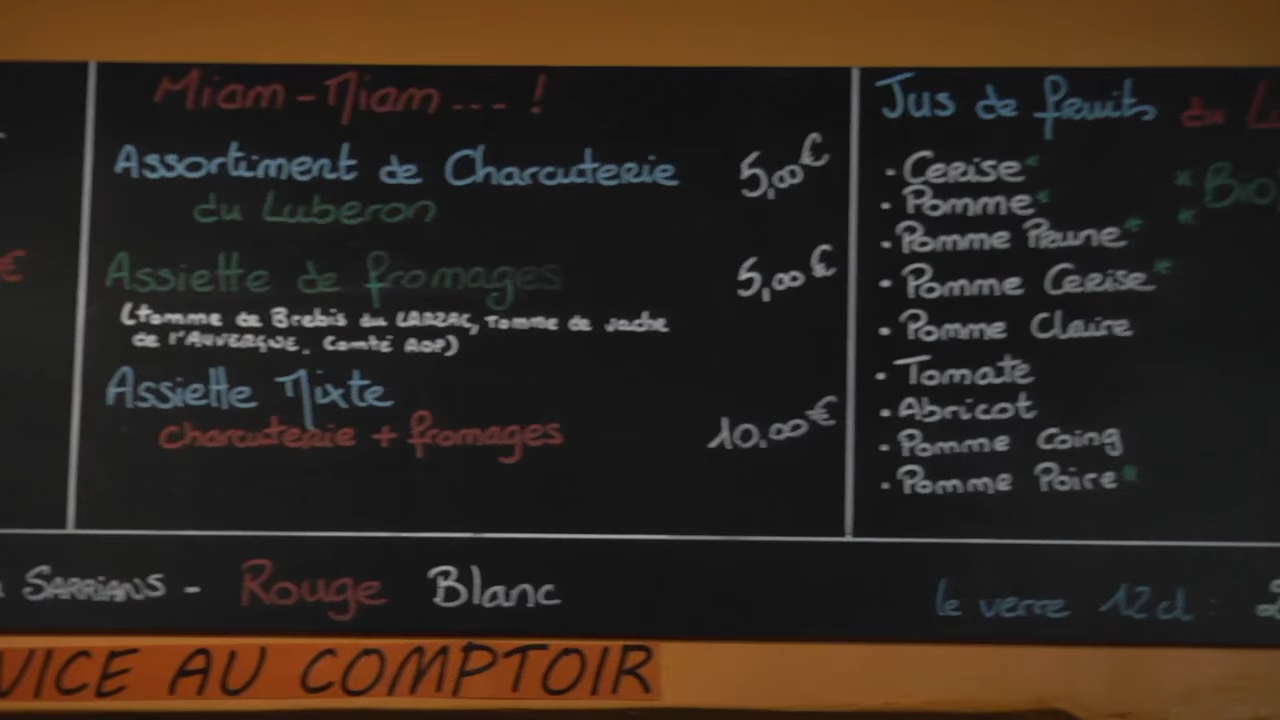 €
Miam-Miam... !
Assortiment de Charcuterie 5,00€
du Luberon
Assiette de fromages 5,00€
(tomme de Brebis du LARZAC, Tomme de vache
de l'AUVERGNE. Comté AOP)
Assiette Mixte
charcuterie + fromages 10,00€
Jus de fruits du
• Cerise*
• Pomme*
* Bio
*
• Pomme Prune*
• Pomme Cerise*
• Pomme Claire
• Tomate
• Abricot
• Pomme Coing
• Pomme Poire*
SARRIANS - Rouge Blanc
le verre 12cl :
VICE AU COMPTOIR